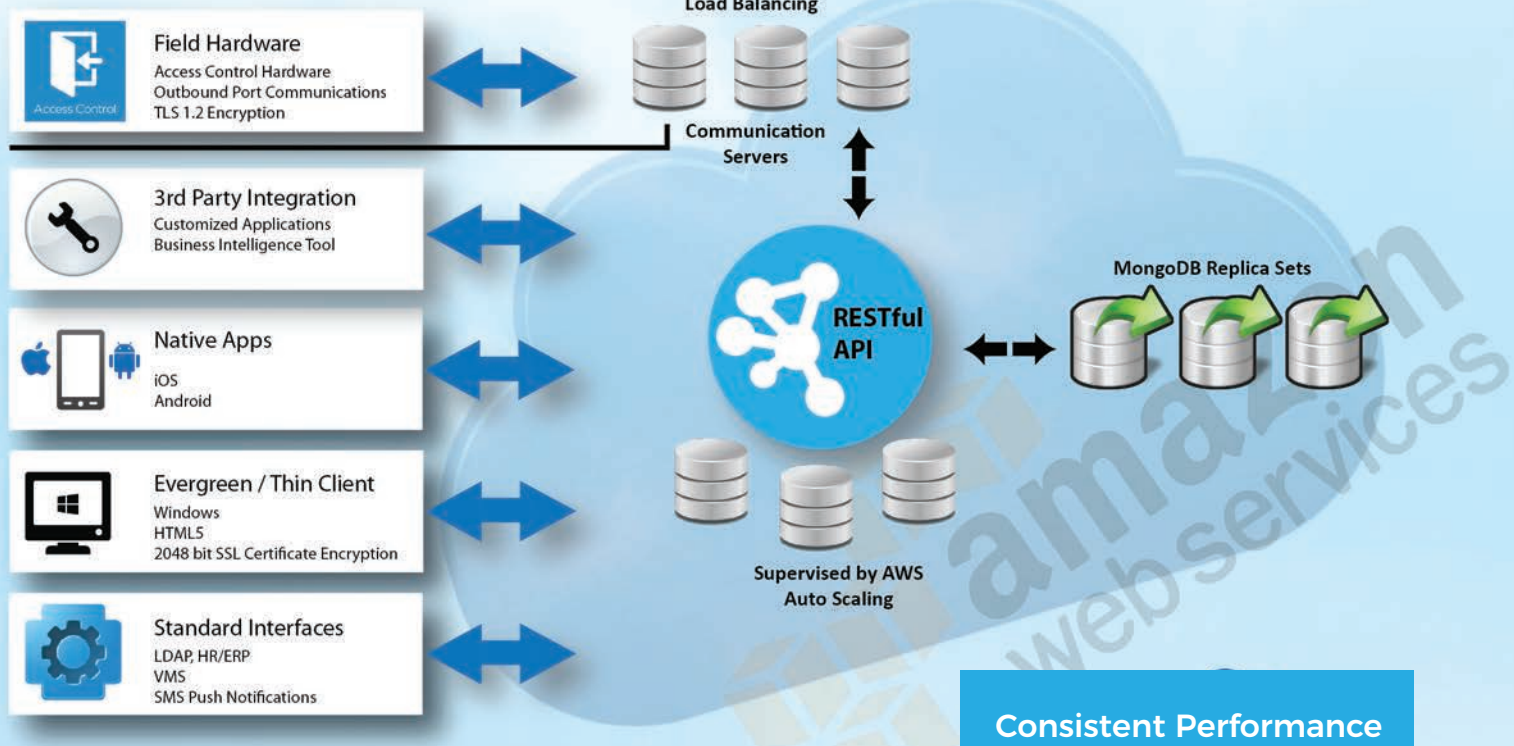 Load Balancing
Field Hardware
Access Control Hardware
Outbound Port Communications
TLS 1.2 Encryption
Access Control
Communication
Servers
3rd Party Integration
Customized Applications
Business Intelligence Tool
RESTful
API
MongoDB Replica Sets
Native Apps
iOS
Android
Evergreen / Thin Client
Windows
HTML5
2048 bit SSL Certificate Encryption
Supervised by AWS
Auto Scaling
Standard Interfaces
LDAP, HR/ERP
VMS
SMS Push Notifications
amazon
web services
Consistent Performance